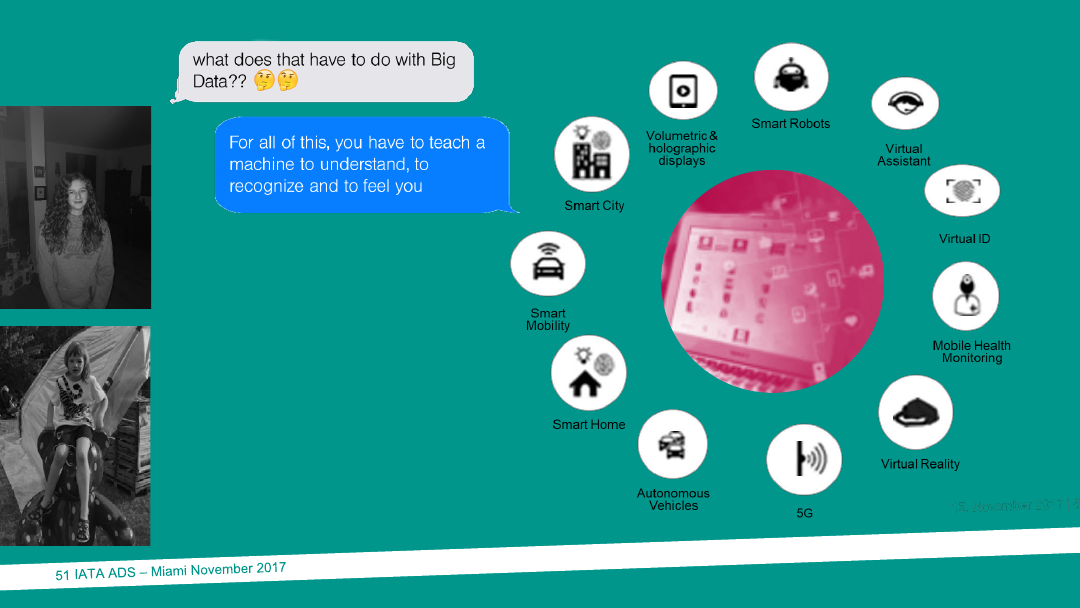 what does that have to do with Big
Data?? 🤔🤔
For all of this, you have to teach a
machine to understand, to
recognize and to feel you
Smart Robots
Volumetric &
holographic
displays
Virtual
Assistant
Smart City
Virtual ID
Smart
Mobility
Mobile Health
Monitoring
Smart Home
Virtual Reality
Autonomous
Vehicles
5G
51 IATA ADS – Miami November 2017